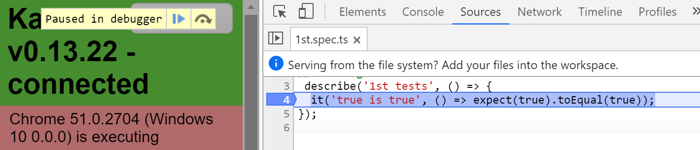 Ka
Paused in debugger
v0.13.22 -
connected
Chrome 51.0.2704 (Windows
10 0.0.0) is executing
Elements Console Sources Network Timeline Profiles »
1st.spec.ts ×
Serving from the file system? Add your files into the workspace.
3 describe('1st tests', () => {
4 it('true is true', () => expect(true).toEqual(true));
5 });
6